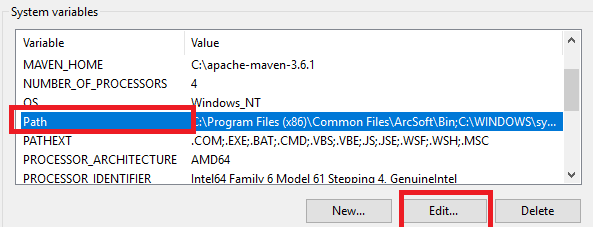 System variables
Variable Value
MAVEN_HOME C:\apache-maven-3.6.1
NUMBER_OF_PROCESSORS 4
OS Windows_NT
Path C:\Program Files (x86)\Common Files\ArcSoft\Bin;C:\WINDOWS\sy...
PATHEXT .COM;.EXE;.BAT;.CMD;.VBS;.VBE;.JS;.JSE;.WSF;.WSH;.MSC
PROCESSOR_ARCHITECTURE AMD64
PROCESSOR_IDENTIFIER Intel64 Family 6 Model 61 Stepping 4, GenuineIntel
New... Edit... Delete